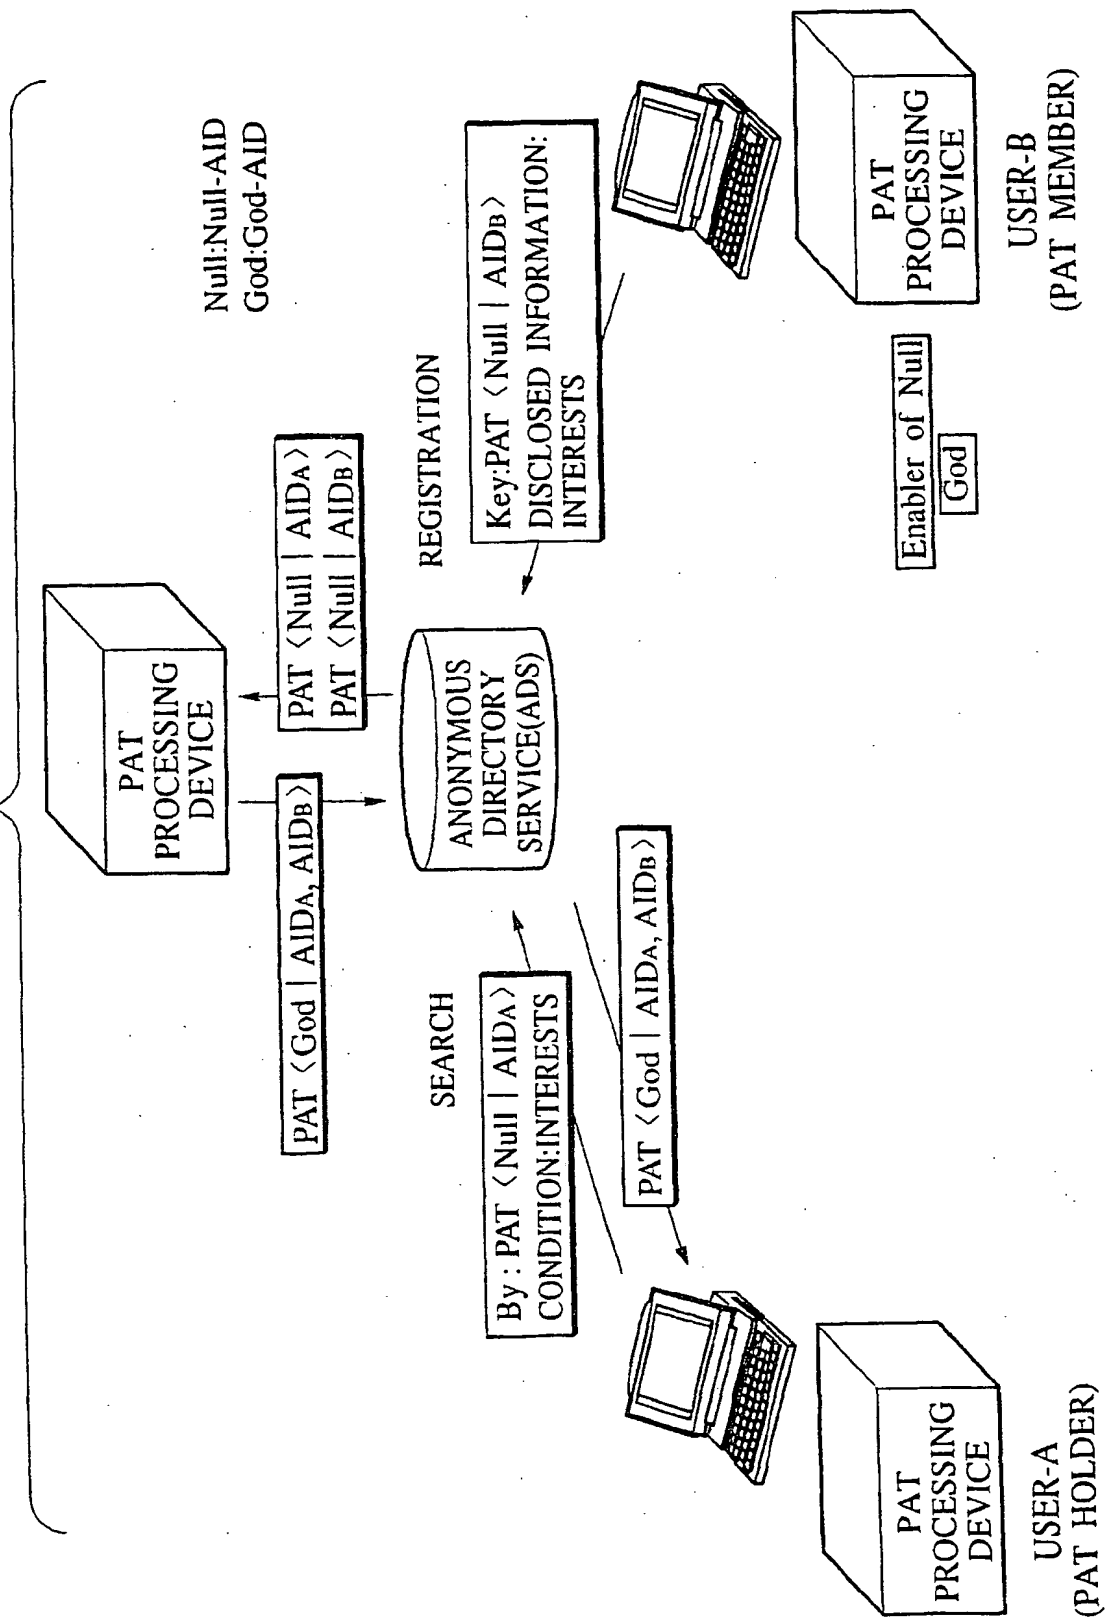 Null:Null-AID
God:God-AID
PAT
PROCESSING
DEVICE
PAT <God | AIDA, AIDB>
PAT <Null | AIDA>
PAT <Null | AIDB>
SEARCH
REGISTRATION
ANONYMOUS
DIRECTORY
SERVICE(ADS)
By : PAT <Null | AIDA>
CONDITION:INTERESTS
Key:PAT <Null | AIDB>
DISCLOSED INFORMATION:
INTERESTS
PAT <God | AIDA, AIDB>
PAT
PROCESSING
DEVICE
USER-A
(PAT HOLDER)
Enabler of Null
God
PAT
PROCESSING
DEVICE
USER-B
(PAT MEMBER)